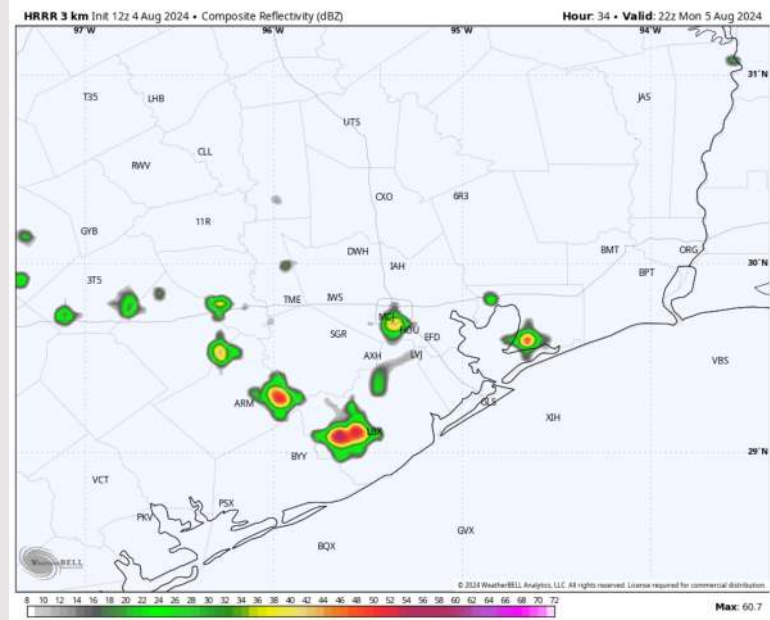 HRRR 3 km Init 12z 4 Aug 2024 • Composite Reflectivity (dBZ) Hour: 34 • Valid: 22z Mon 5 Aug 2024
97°W 96°W 95°W 94°W
31°N
T35 LHB JAS
UTS
CLL
RWV
CXO 6R3
11R
GYB
DWH BMT ORG
IAH 30°N
BPT
3T5
TME IWS
MCJ
HOU
SGR EFD
AXH LVJ
VBS
ARM GLS
XIH
LBX
BYY 29°N
VCT
PSX
PKV
GVX
BQX
WeatherBELL
© 2024 WeatherBELL Analytics, LLC. All rights reserved. License required for commercial distribution.
8 10 12 14 16 18 20 22 24 26 28 30 32 34 36 38 40 42 44 46 48 50 52 54 56 58 60 62 64 66 68 70 72 Max: 60.7